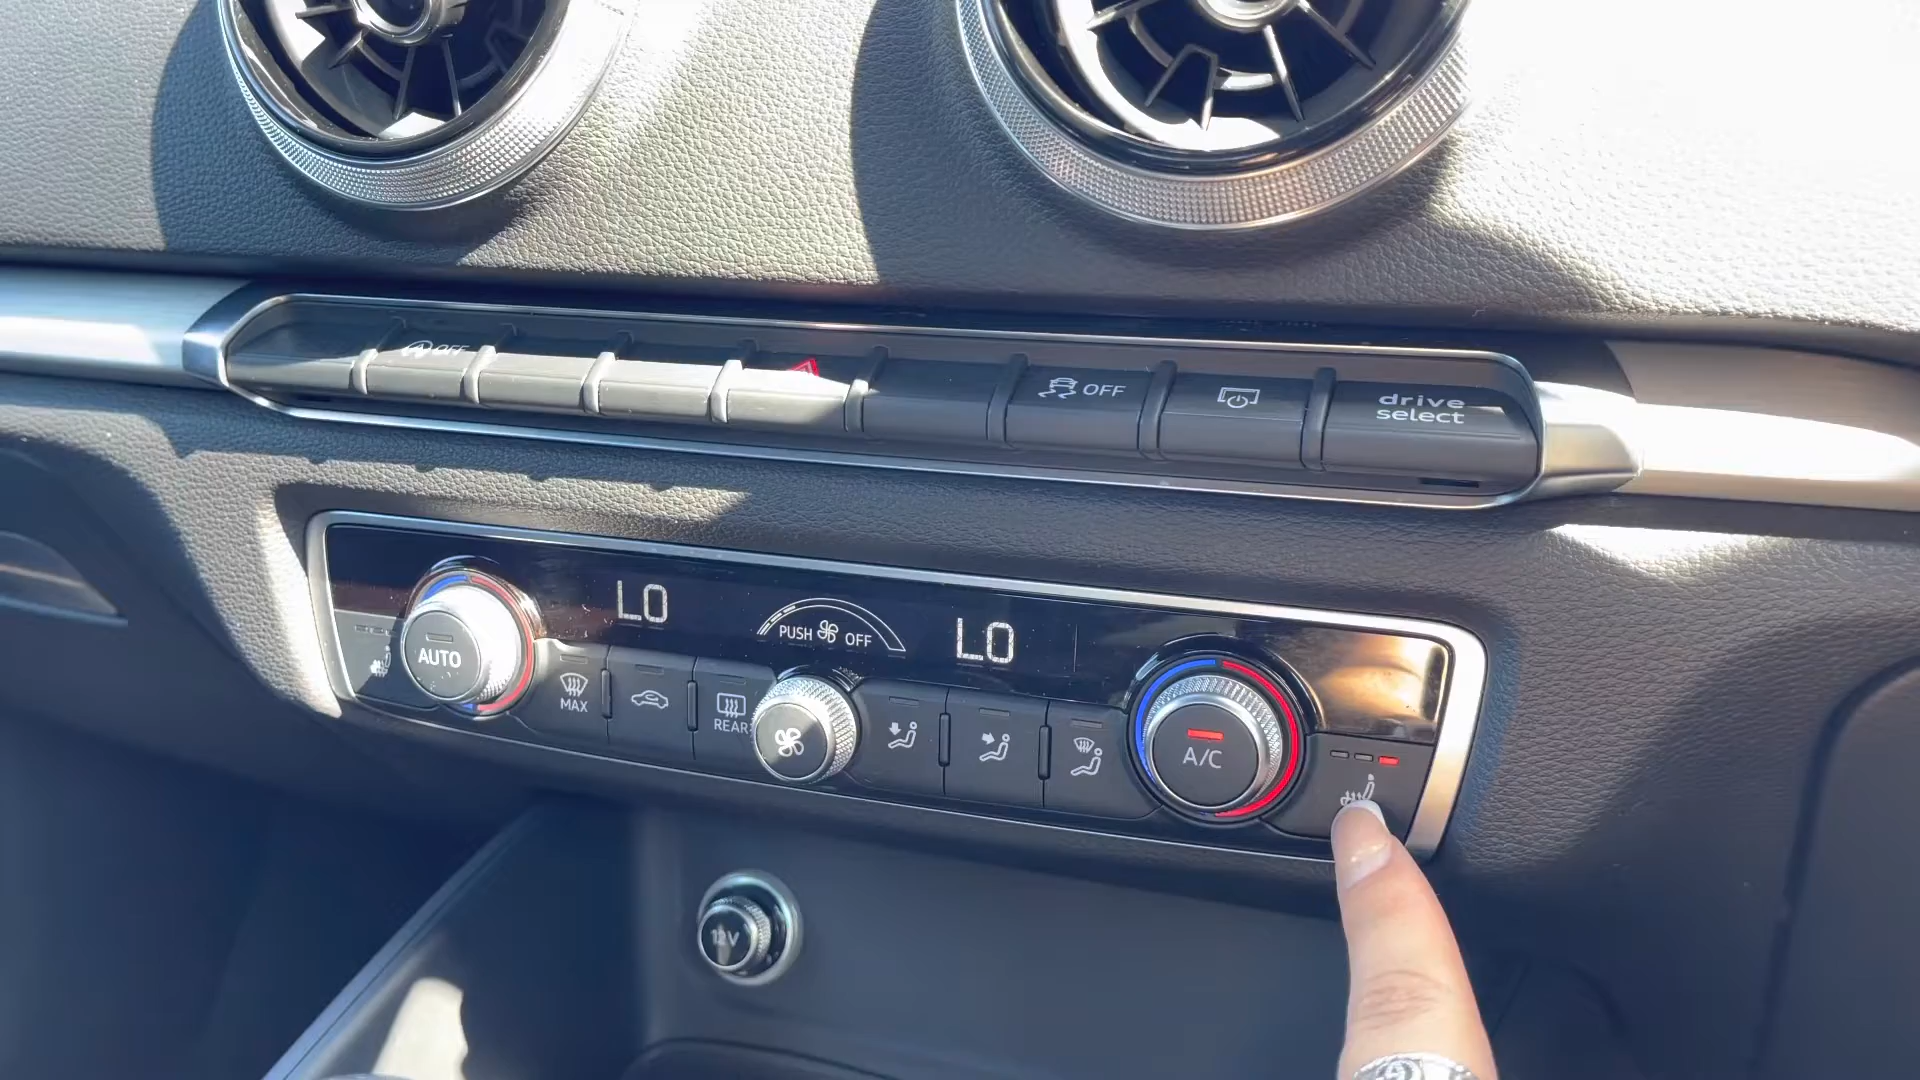 OFF
OFF
drive
select
LO
PUSH OFF
LO
AUTO
MAX
REAR
A/C
12V